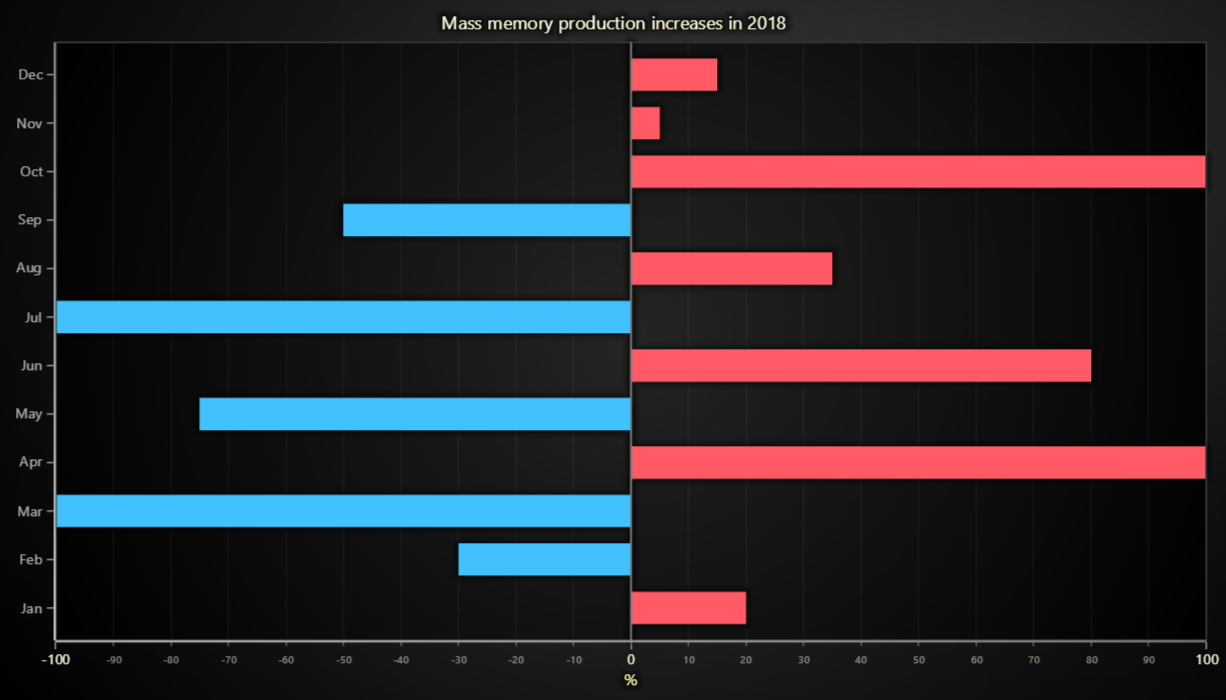 Mass memory production increases in 2018
Dec
Nov
Oct
Sep
Aug
Jul
Jun
May
Apr
Mar
Feb
Jan
-100 -90 -80 -70 -60 -50 -40 -30 -20 -10 0 10 20 30 40 50 60 70 80 90 100
%